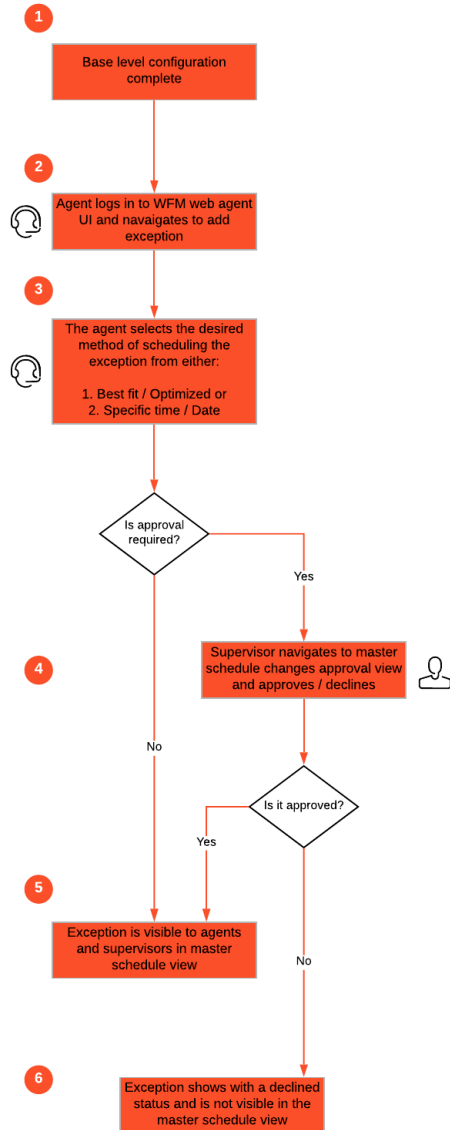 1
Base level configuration
complete
2
Agent logs in to WFM web agent
UI and navaigates to add
exception
3
The agent selects the desired
method of scheduling the
exception from either:
1. Best fit / Optimized or
2. Specific time / Date
Is approval
required?
Yes
4
Supervisor navigates to master
schedule changes approval view
and approves / declines
No
Is it approved?
Yes
5
Exception is visible to agents
and supervisors in master
schedule view
No
6
Exception shows with a declined
status and is not visible in the
master schedule view